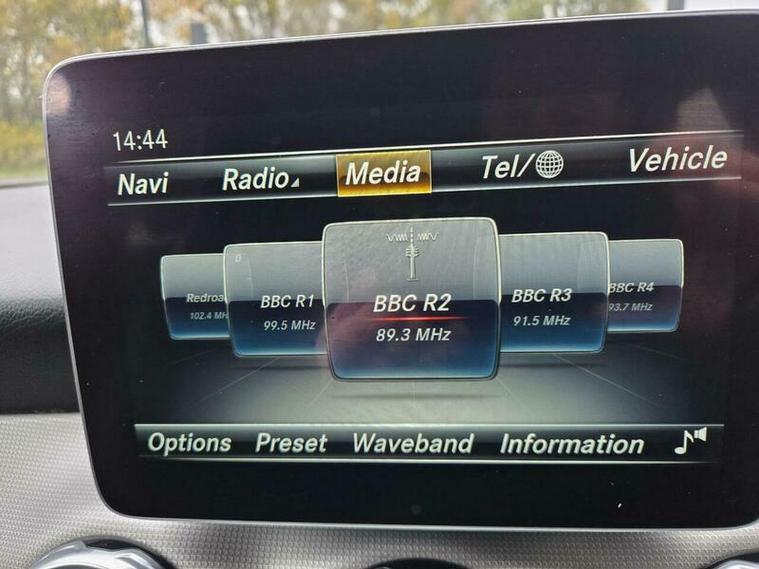 14:44
Navi Radio Media Tel/ Vehicle
BBC R1 BBC R2 BBC R3 BBC R4
102.4 MH 99.5 MHz 89.3 MHz 91.5 MHz 93.7 MHz
Options Preset Waveband Information